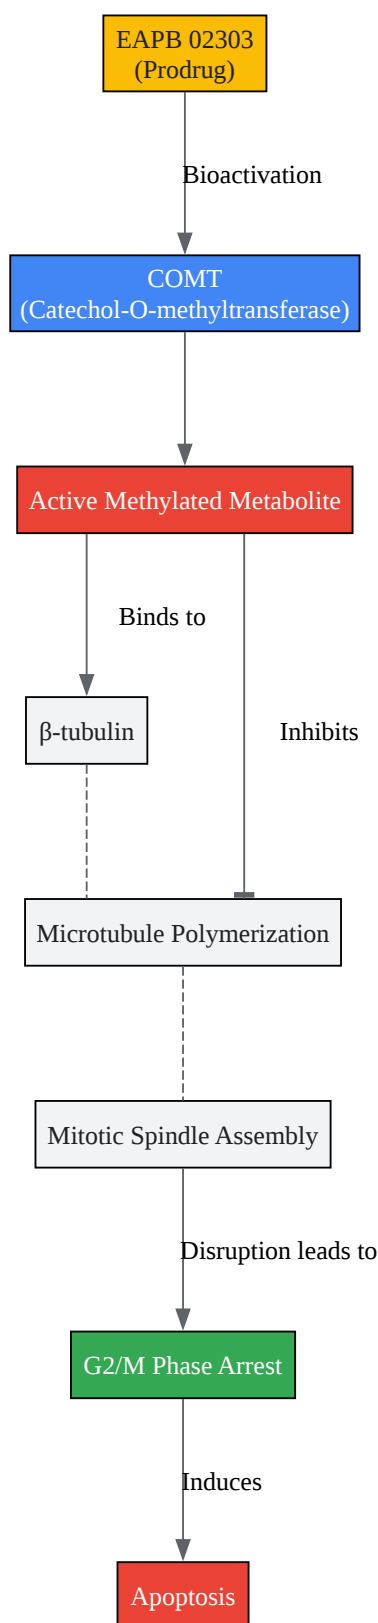 EAPB 02303
(Prodrug)
Bioactivation
COMT
(Catechol-O-methyltransferase)
Active Methylated Metabolite
Binds to
β-tubulin
Inhibits
Microtubule Polymerization
Mitotic Spindle Assembly
Disruption leads to
G2/M Phase Arrest
Induces
Apoptosis